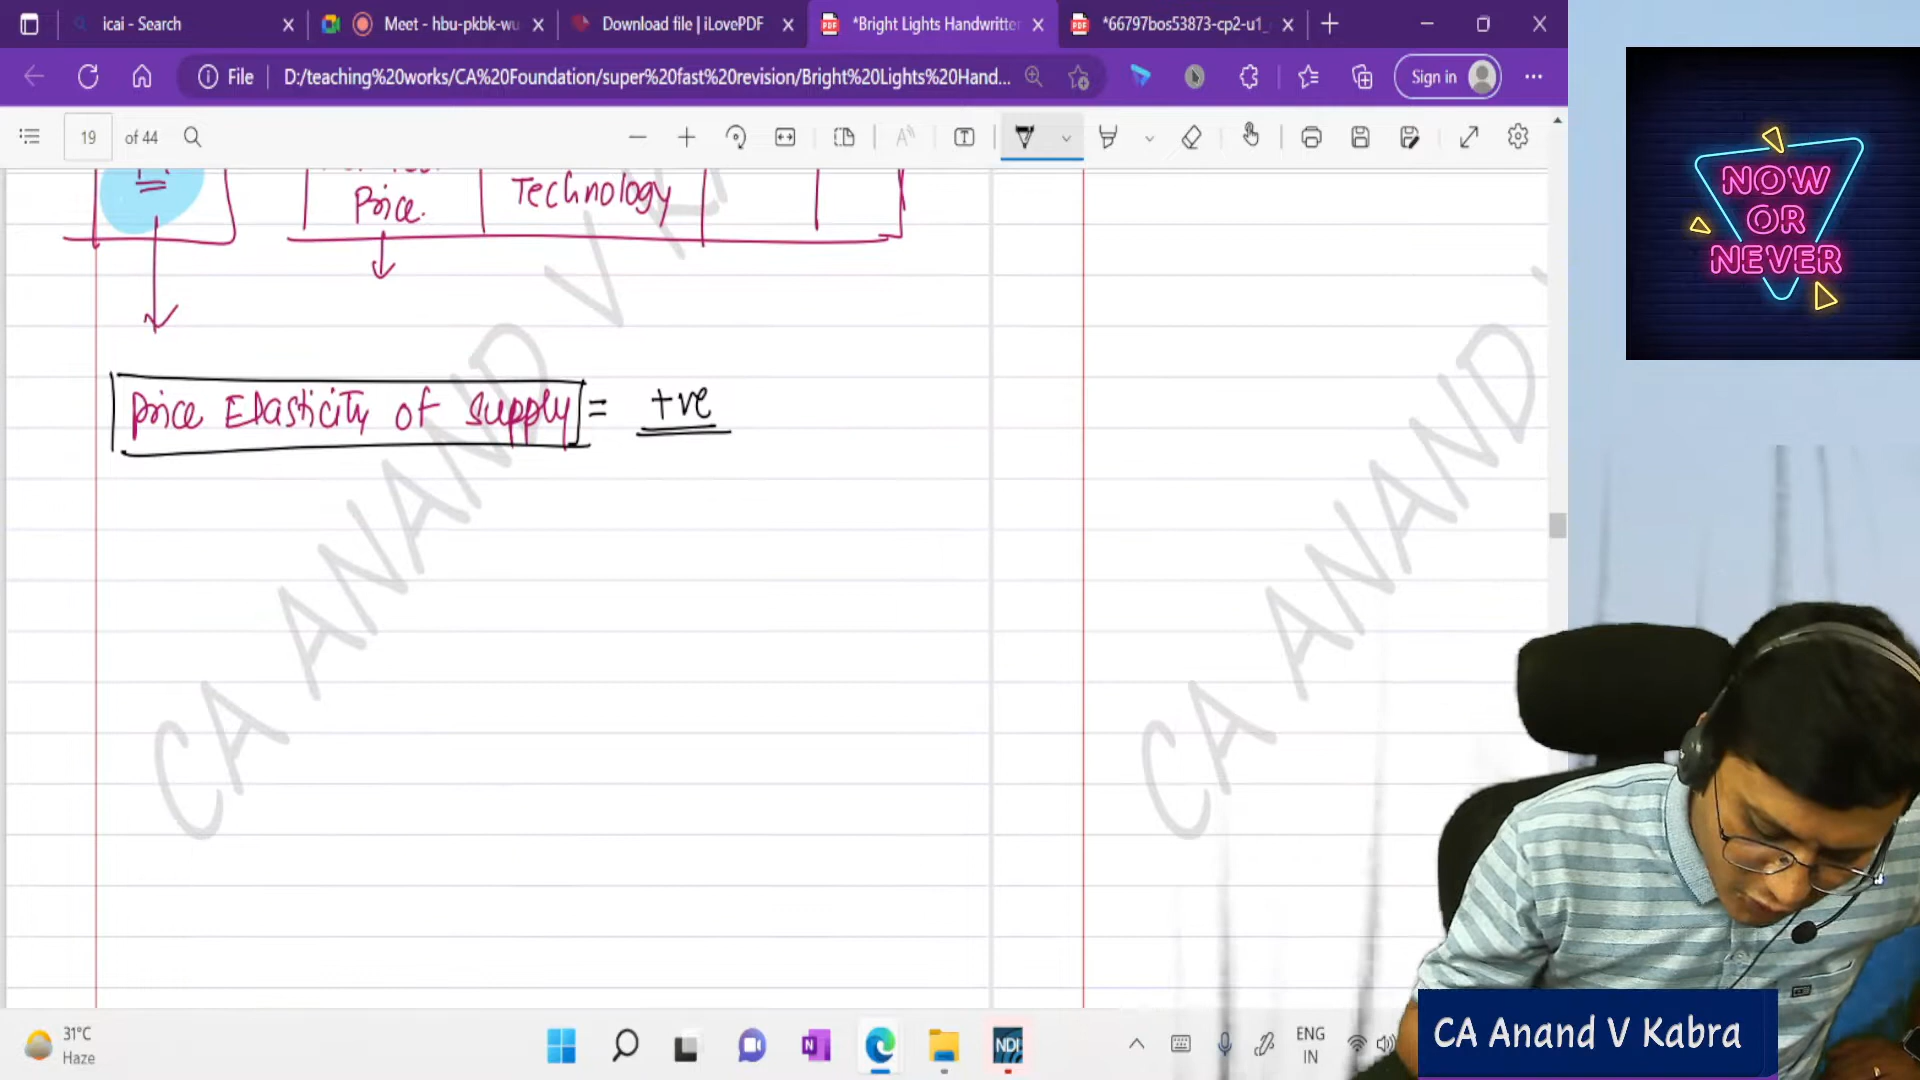 icai - Search
Meet - hbu-pkbk-wu
Download file | iLovePDF
*Bright Lights Handwritte
*66797bos53873-cp2-u1_
File
D:/teaching%20works/CA%20Foundation/super%20fast%20revision/Bright%20Lights%20Hand...
Sign in
19
of 44
Price.
Technology
Price Elasticity of Supply = +ve
CA ANAND V K
CA ANAND
NOW
OR
NEVER
CA Anand V Kabra
31°C
Haze
NDI
ENG
IN